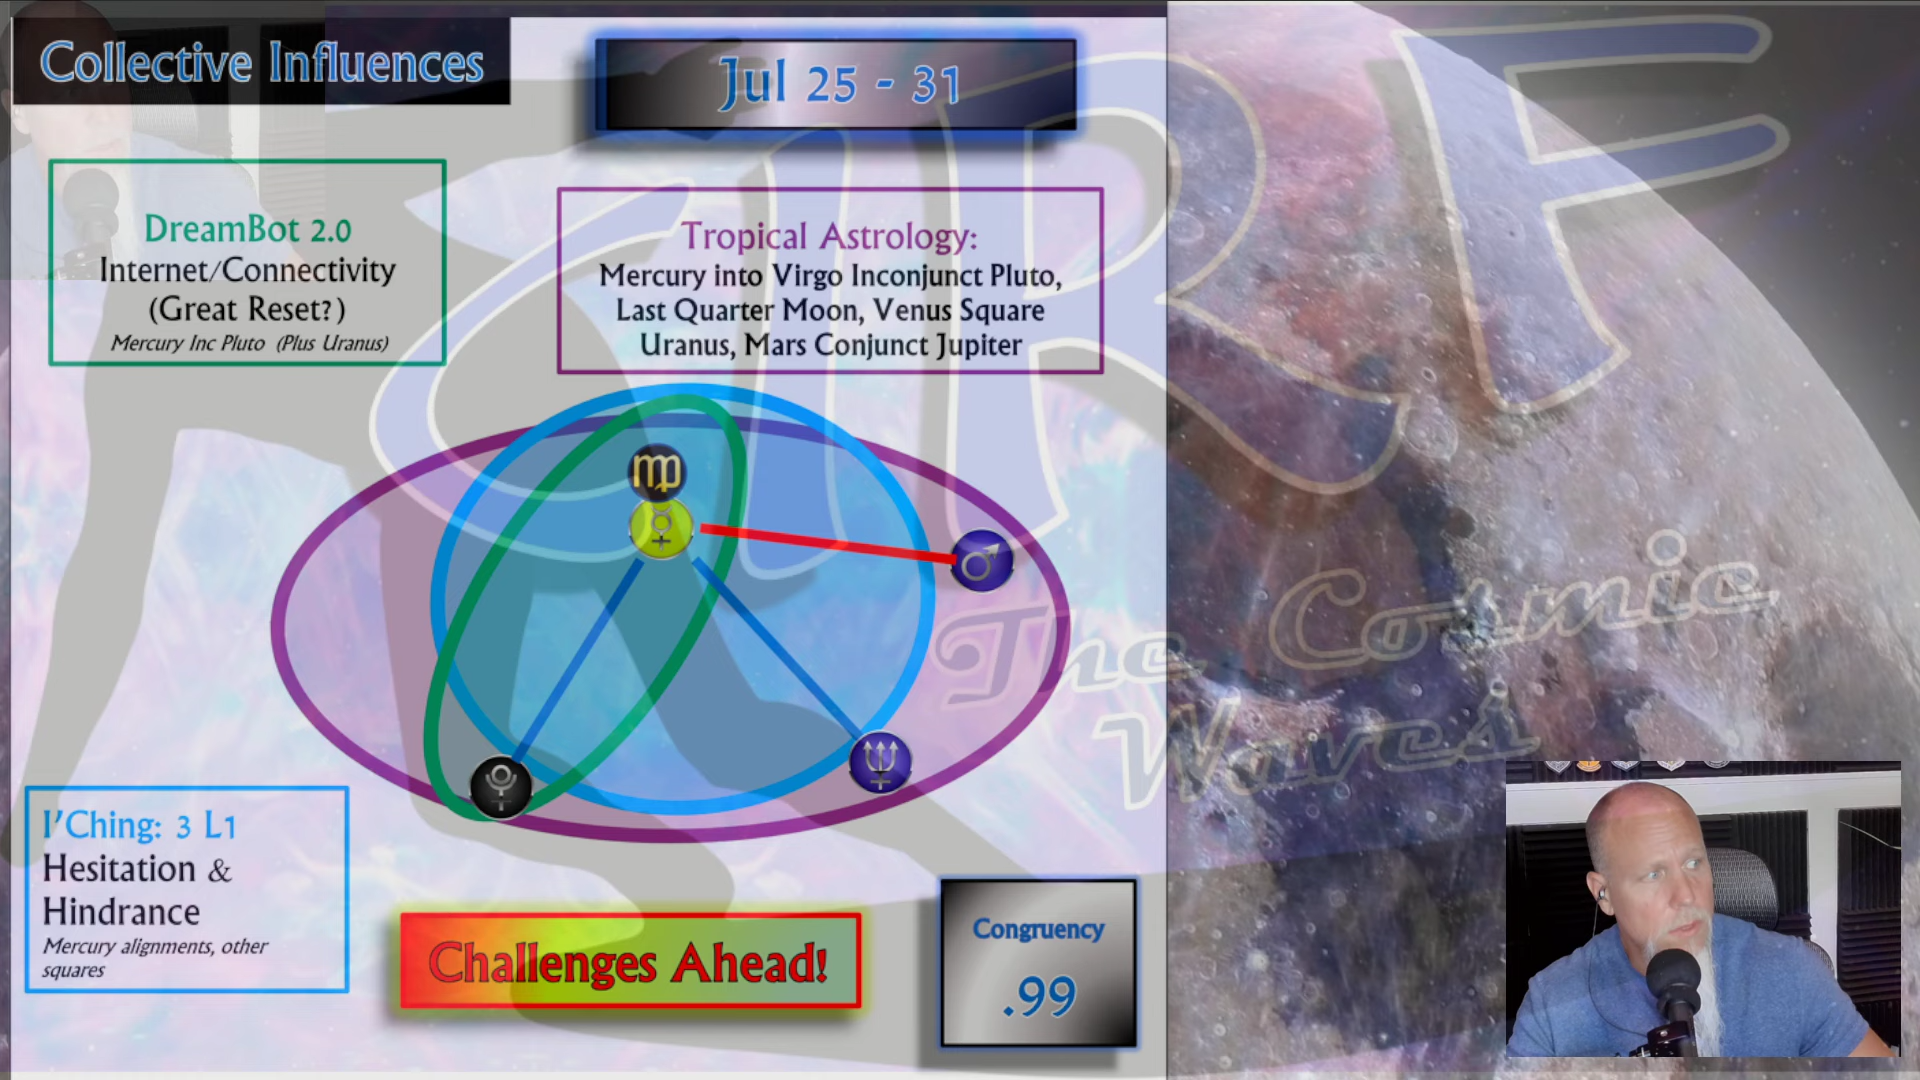 Collective Influences
Jul 25 - 31
DreamBot 2.0
Internet/Connectivity
(Great Reset?)
Mercury Inc Pluto (Plus Uranus)
Tropical Astrology:
Mercury into Virgo Inconjunct Pluto,
Last Quarter Moon, Venus Square
Uranus, Mars Conjunct Jupiter
CIRF
The Cosmic
Waves
I'Ching: 3 L1
Hesitation &
Hindrance
Mercury alignments, other
squares
Challenges Ahead!
Congruency
.99